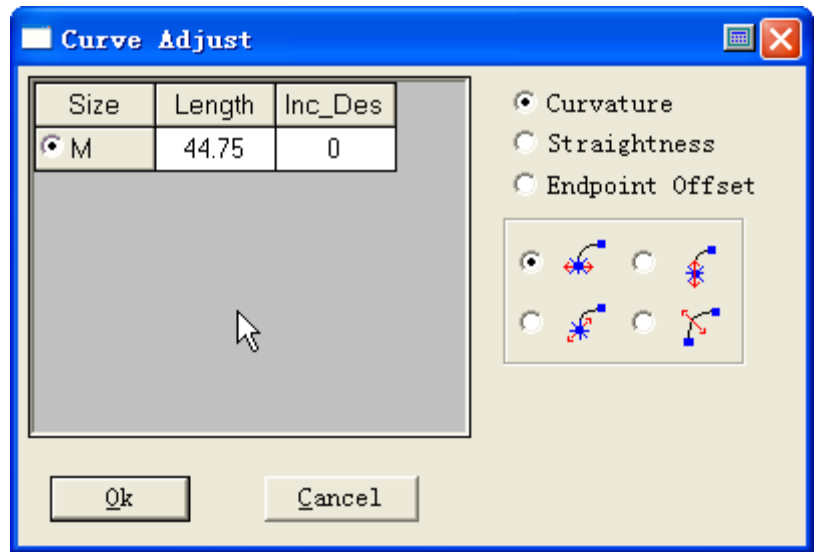 Curve Adjust
Size Length Inc_Des
M 44.75 0
Curvature
Straightness
Endpoint Offset
Ok Cancel